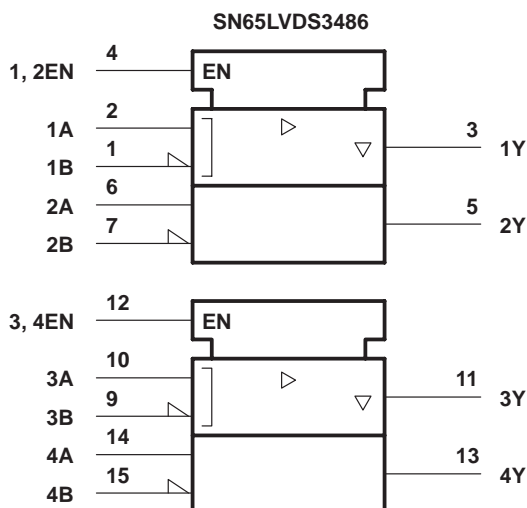 SN65LVDS3486
4
1, 2EN EN
2
1A
3
1Y
1
1B
6
2A
5
2Y
7
2B
12
3, 4EN EN
10
3A
11
3Y
9
3B
14
4A
13
4Y
15
4B